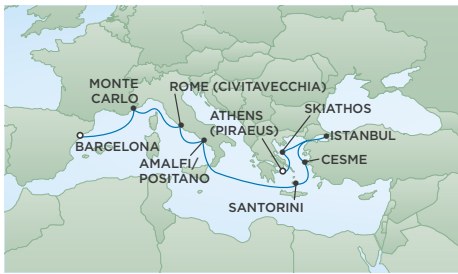 MONTE
CARLO
ROME (CIVITAVECCHIA)
ATHENS
(PIRAEUS)
SKIATHOS
ISTANBUL
BARCELONA
CESME
AMALFI/
POSITANO
SANTORINI